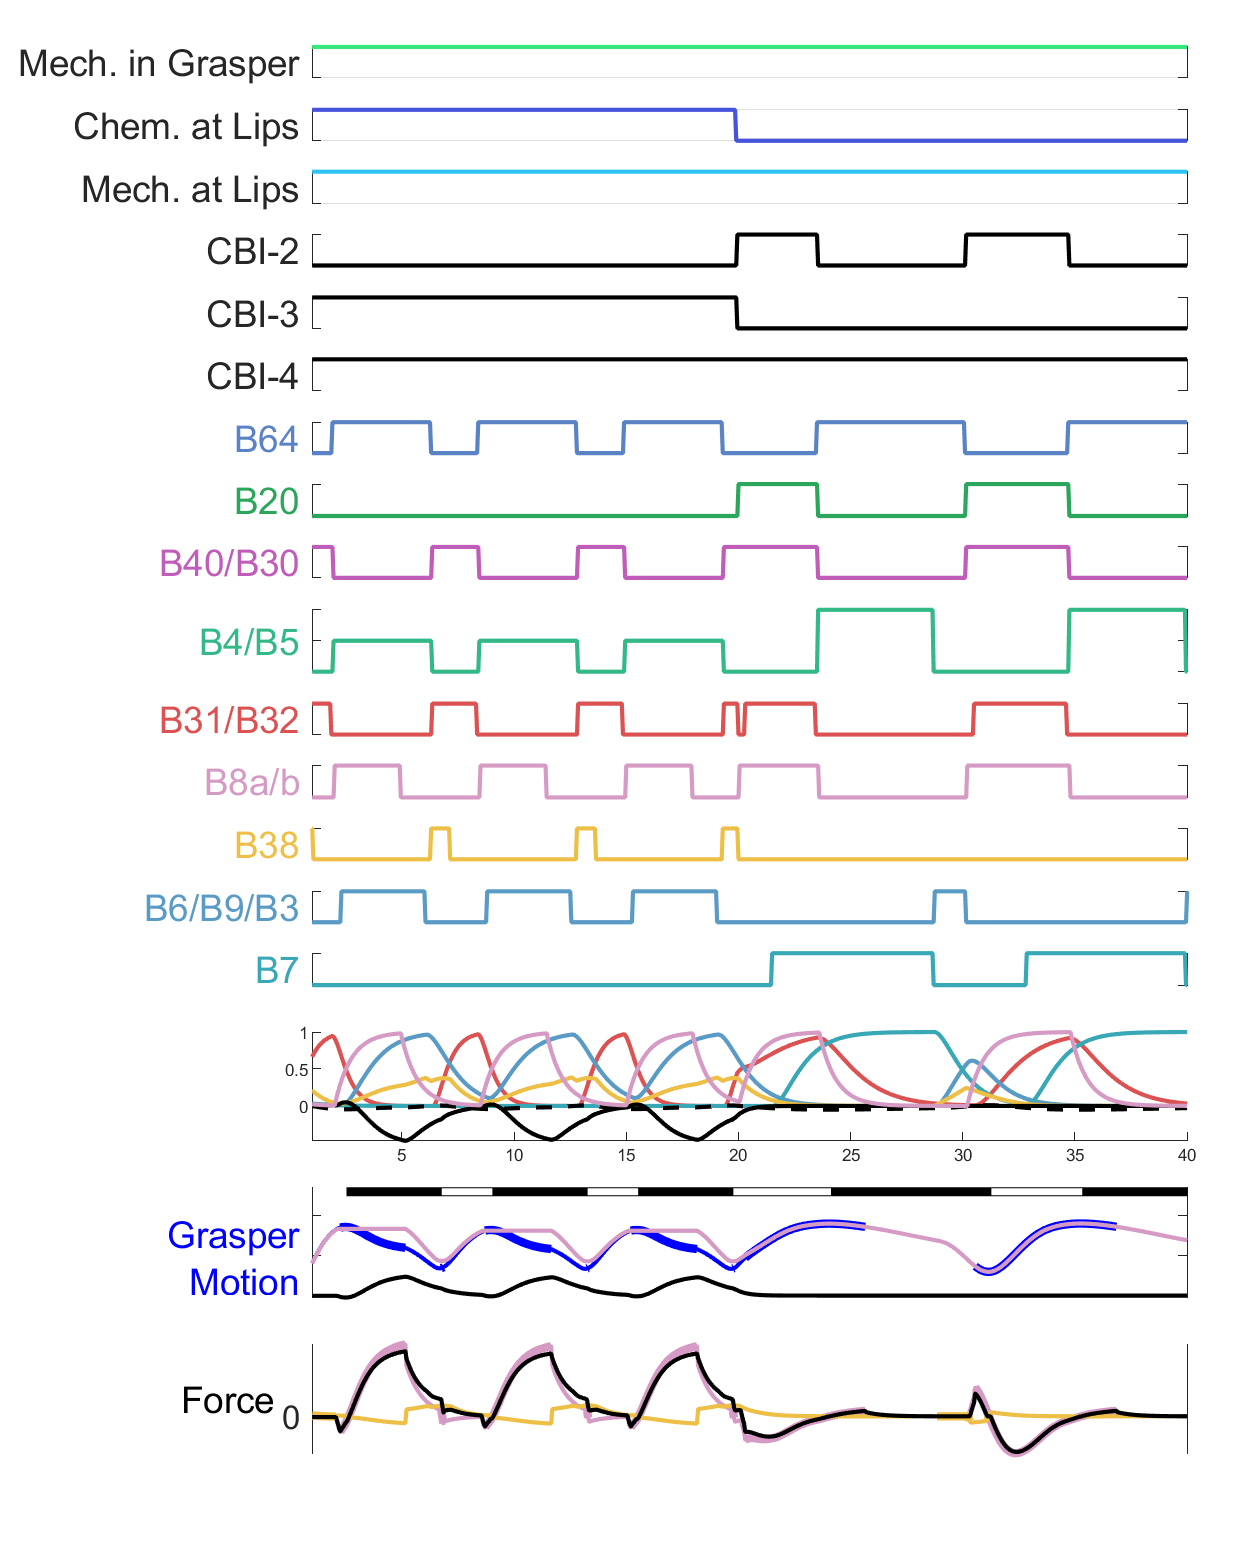 Mech. in Grasper
Chem. at Lips
Mech. at Lips
CBI-2
CBI-3
CBI-4
B64
B20
B40/B30
B4/B5
B31/B32
B8a/b
B38
B6/B9/B3
B7
1
0.5
0
5 10 15 20 25 30 35 40
Grasper
Motion
Force 0